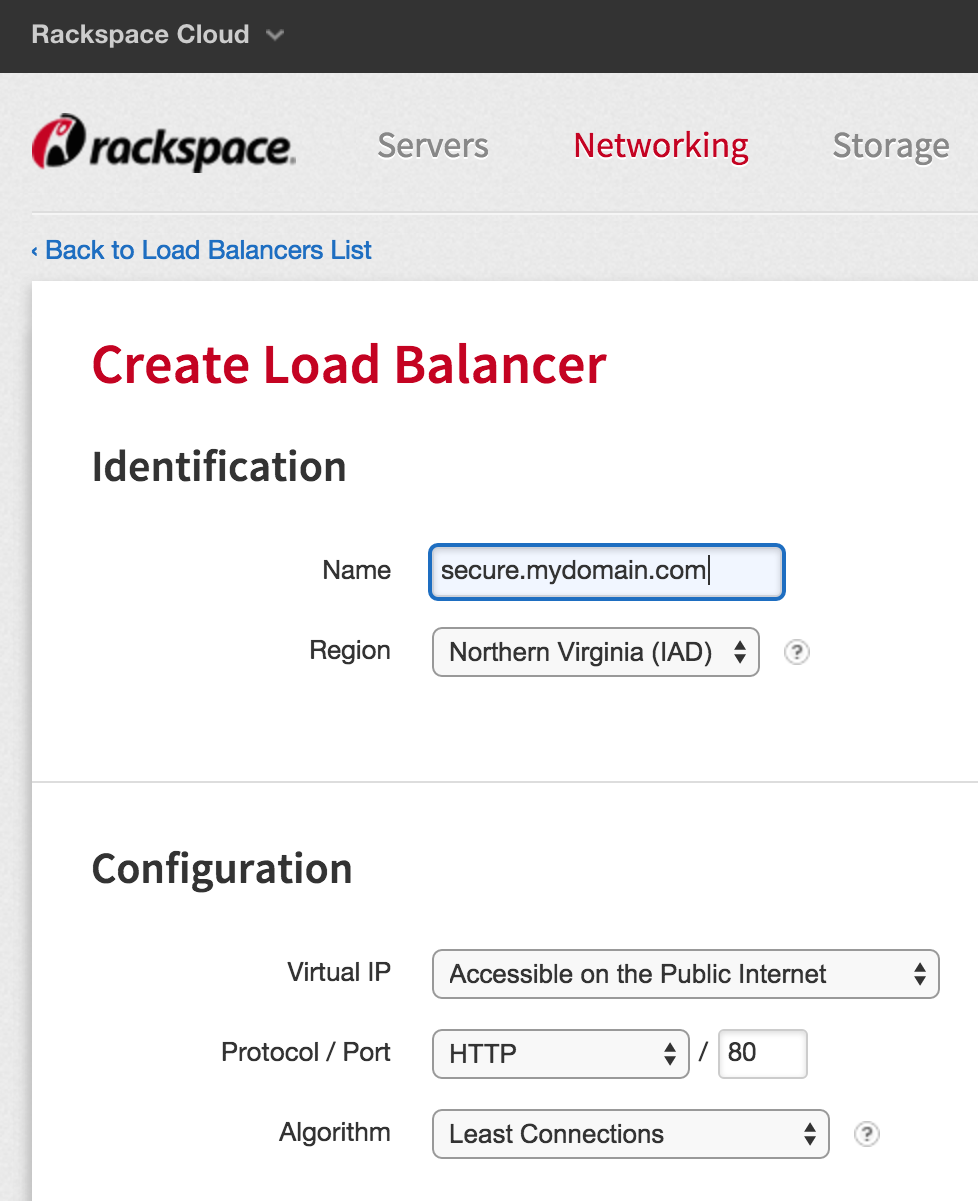 Rackspace Cloud
rackspace.
Servers Networking Storage
‹ Back to Load Balancers List
Create Load Balancer
Identification
Name secure.mydomain.com
Region Northern Virginia (IAD) ?
Configuration
Virtual IP Accessible on the Public Internet
Protocol / Port HTTP / 80
Algorithm Least Connections ?